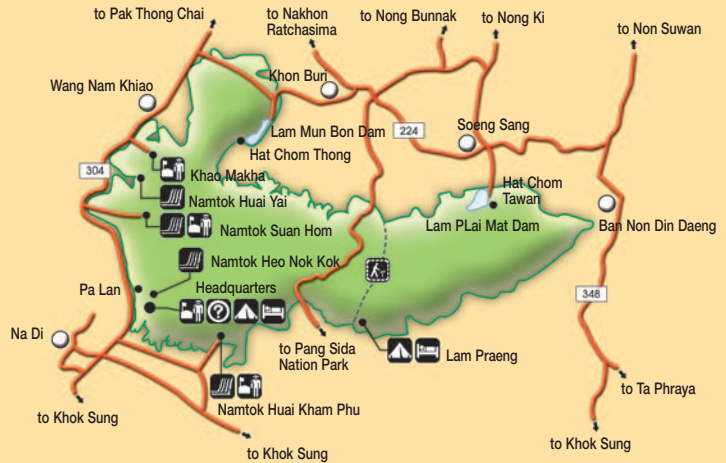 to Pak Thong Chai
to Nakhon
Ratchasima
to Nong Bunnak
to Nong Ki
to Non Suwan
Wang Nam Khiao
Khon Buri
Lam Mun Bon Dam
224
Soeng Sang
Hat Chom Thong
304
Khao Makha
Namtok Huai Yai
Hat Chom
Tawan
Namtok Suan Hom
Lam PLai Mat Dam
Ban Non Din Daeng
Namtok Heo Nok Kok
Pa Lan
Headquarters
?
348
Na Di
to Pang Sida
Nation Park
Lam Praeng
to Ta Phraya
to Khok Sung
Namtok Huai Kham Phu
to Khok Sung
to Khok Sung